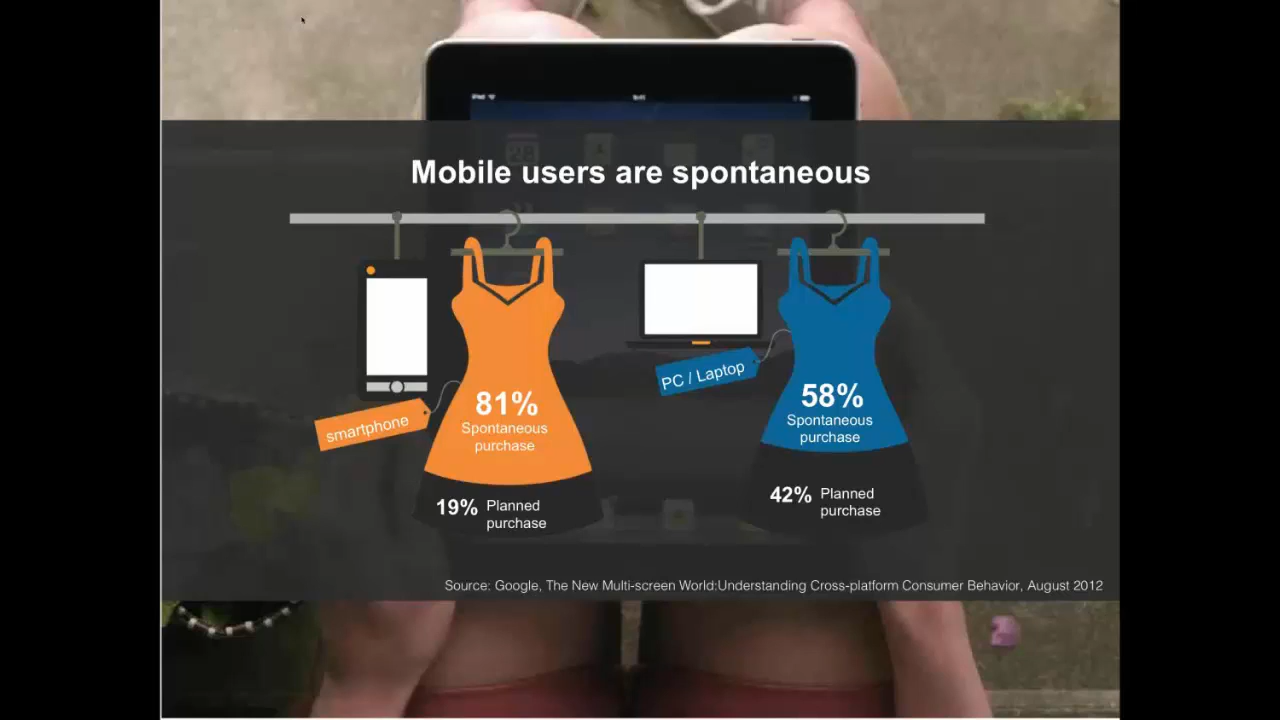 Mobile users are spontaneous
smartphone
81%
Spontaneous
purchase
19%
Planned
purchase
PC / Laptop
58%
Spontaneous
purchase
42%
Planned
purchase
Source: Google, The New Multi-screen World:Understanding Cross-platform Consumer Behavior, August 2012